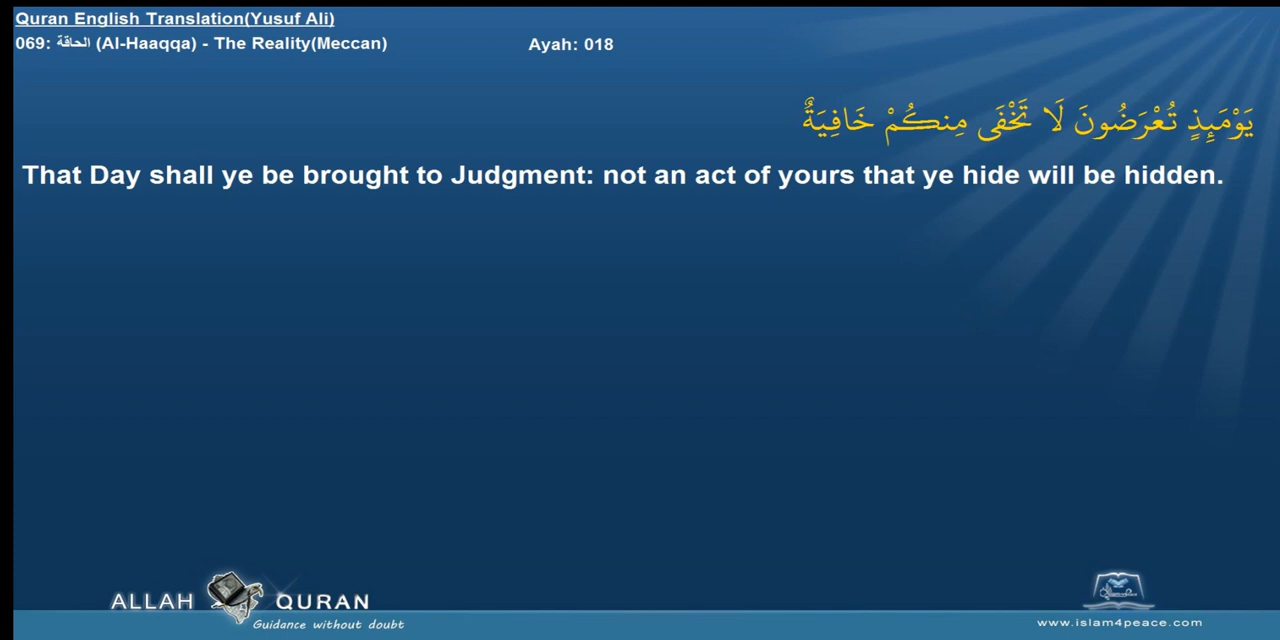 Quran English Translation(Yusuf Ali)
069: الحاقة (Al-Haaqqa) - The Reality(Meccan) Ayah: 018
يَوْمَئِذٍ تُعْرَضُونَ لَا تَخْفَى مِنكُمْ خَافِيَةٌ
That Day shall ye be brought to Judgment: not an act of yours that ye hide will be hidden.
ALLAH QURAN
Guidance without doubt
www.islam4peace.com